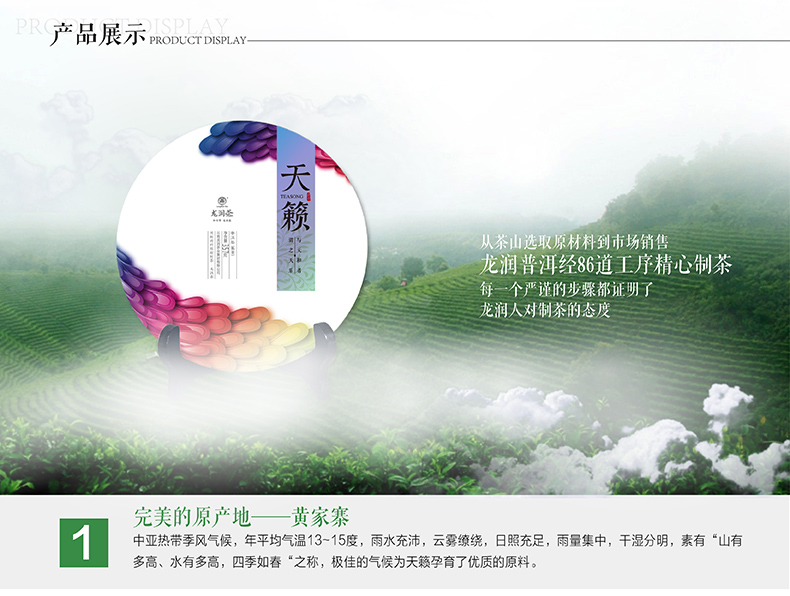 PRODUCT DISPLAY
产品展示 PRODUCT DISPLAY
天籁
TEASONG
龙润茶
从茶山选取原材料到市场销售
龙润普洱经86道工序精心制茶
每一个严谨的步骤都证明了
龙润人对制茶的态度
1
完美的原产地——黄家寨
中亚热带季风气候，年平均气温13~15度，雨水充沛，云雾缭绕，日照充足，雨量集中，干湿分明，素有“山有
多高、水有多高，四季如春“之称，极佳的气候为天籁孕育了优质的原料。